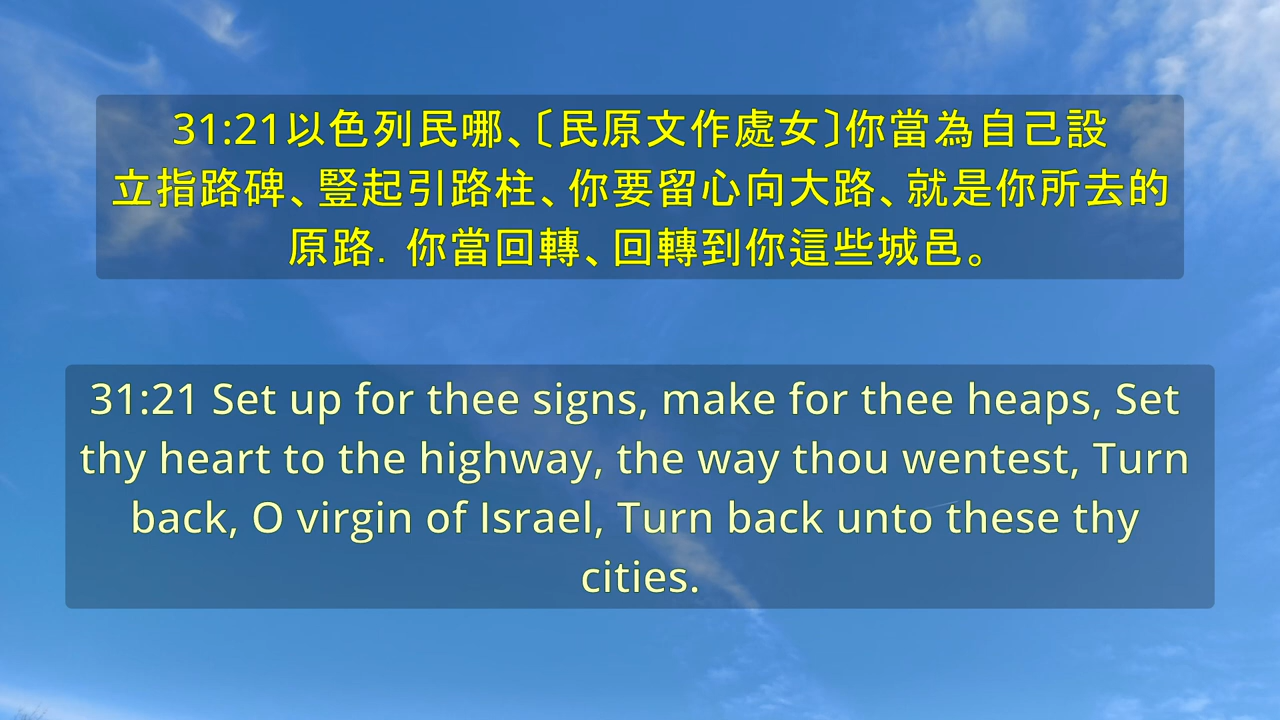 31:21以色列民哪、〔民原文作處女〕你當為自己設
立指路碑、豎起引路柱、你要留心向大路、就是你所去的
原路．你當回轉、回轉到你這些城邑。
31:21 Set up for thee signs, make for thee heaps, Set
thy heart to the highway, the way thou wentest, Turn
back, O virgin of Israel, Turn back unto these thy
cities.